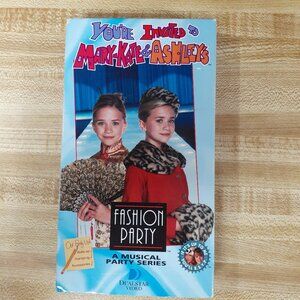 YOU'RE INVITED TO
MARY-KATE & ASHLEY'S
FASHION
PARTY
A MUSICAL
PARTY SERIES
DUALSTAR
VIDEO